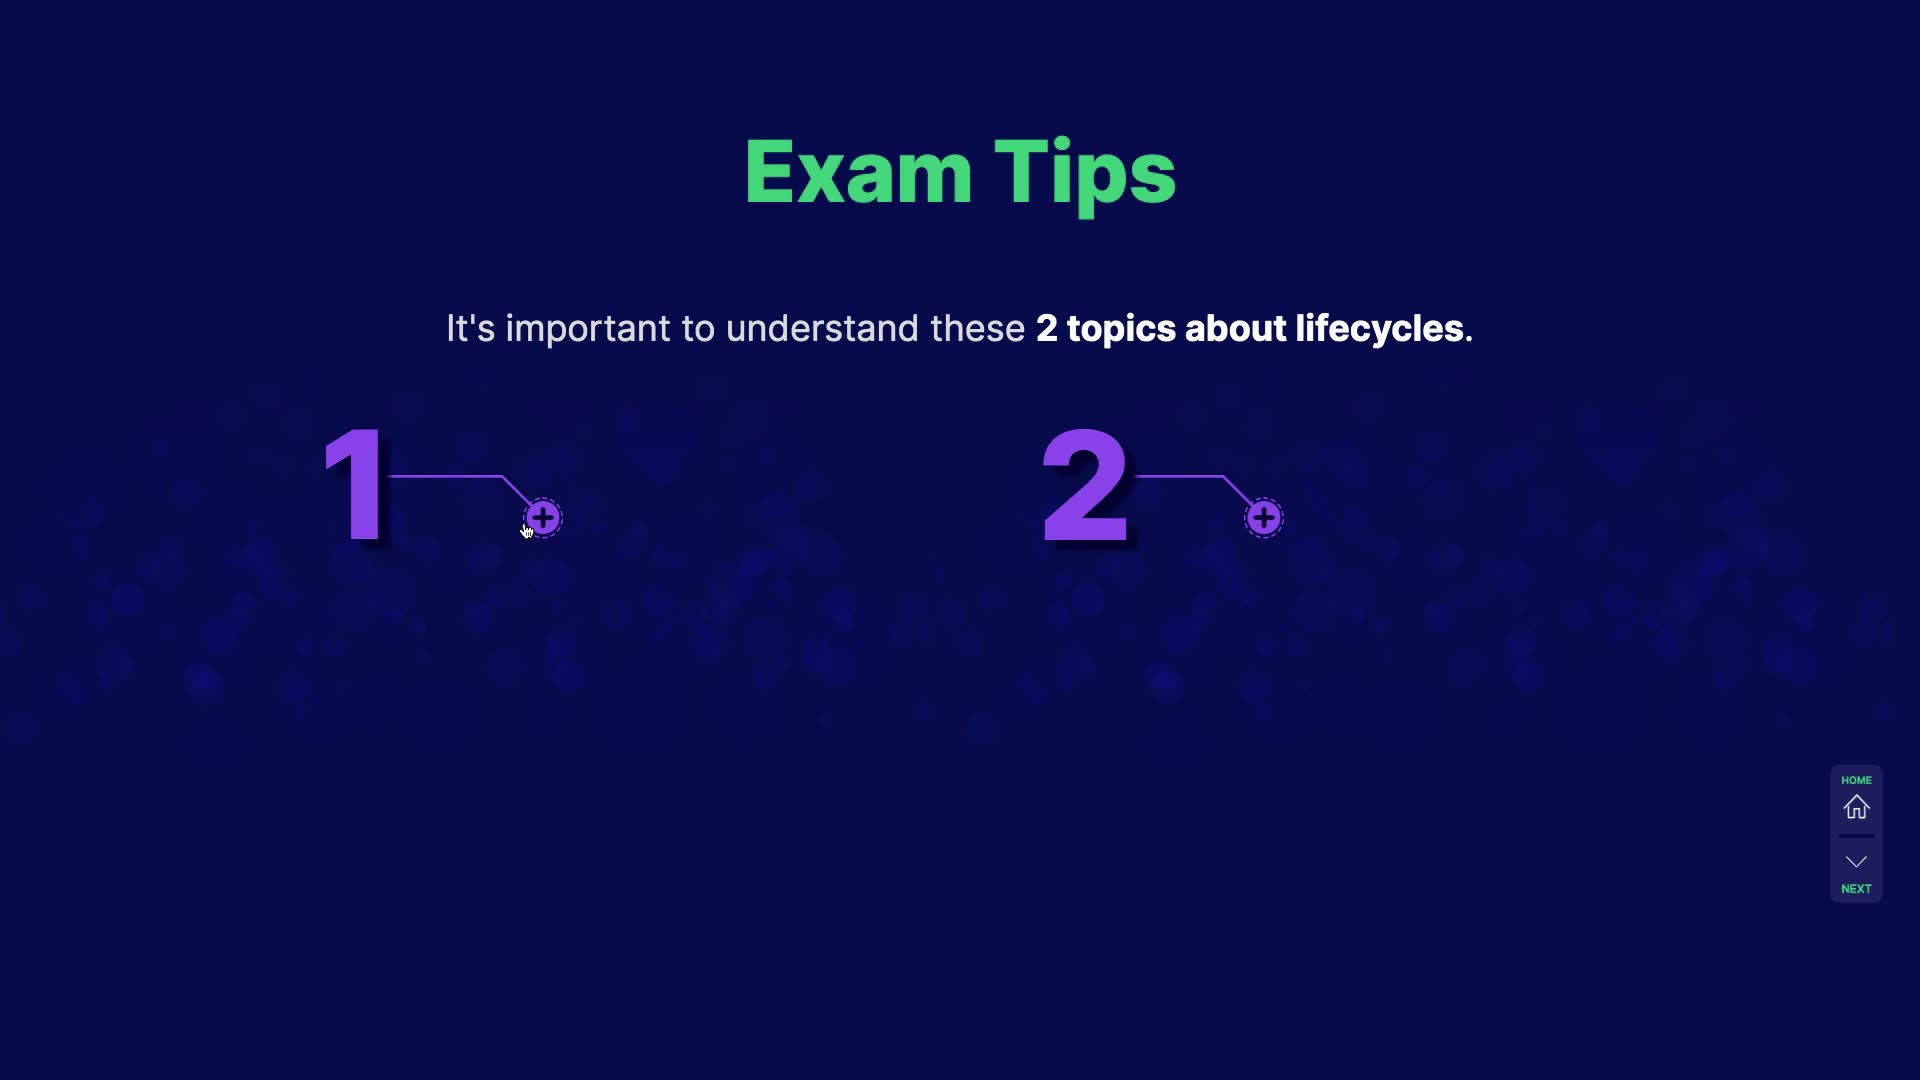 Exam Tips
It's important to understand these 2 topics about lifecycles.
1
2
HOME
NEXT